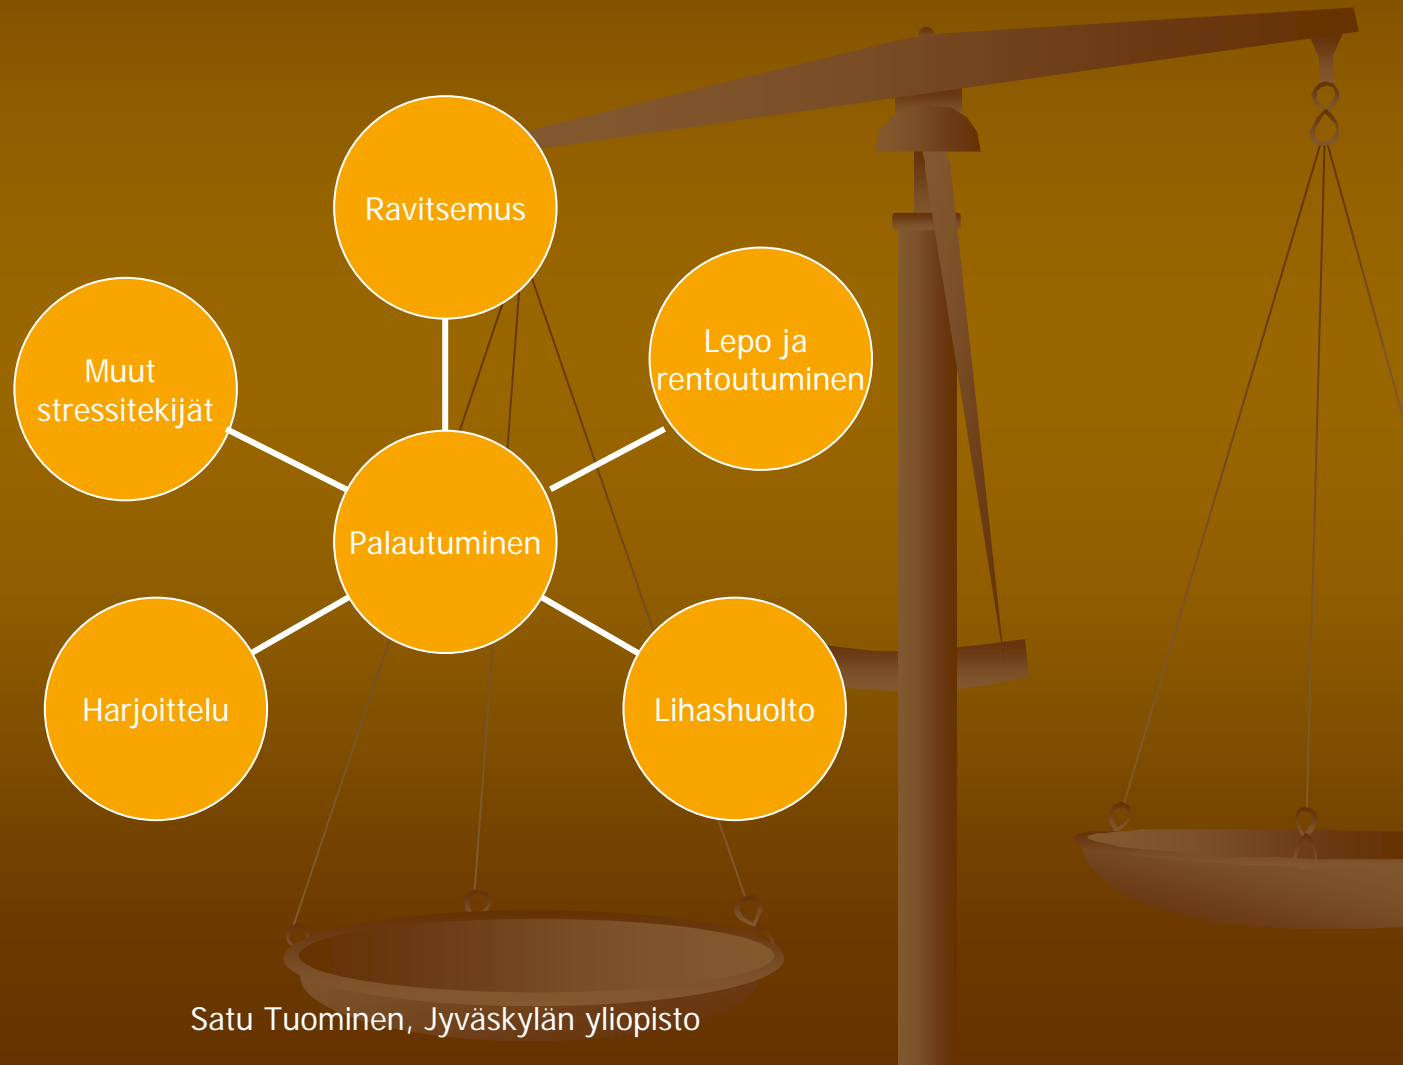 Ravitsemus
Lepo ja
rentoutuminen
Muut
stressitekijät
Palautuminen
Harjoittelu
Lihashuolto
Satu Tuominen, Jyväskylän yliopisto